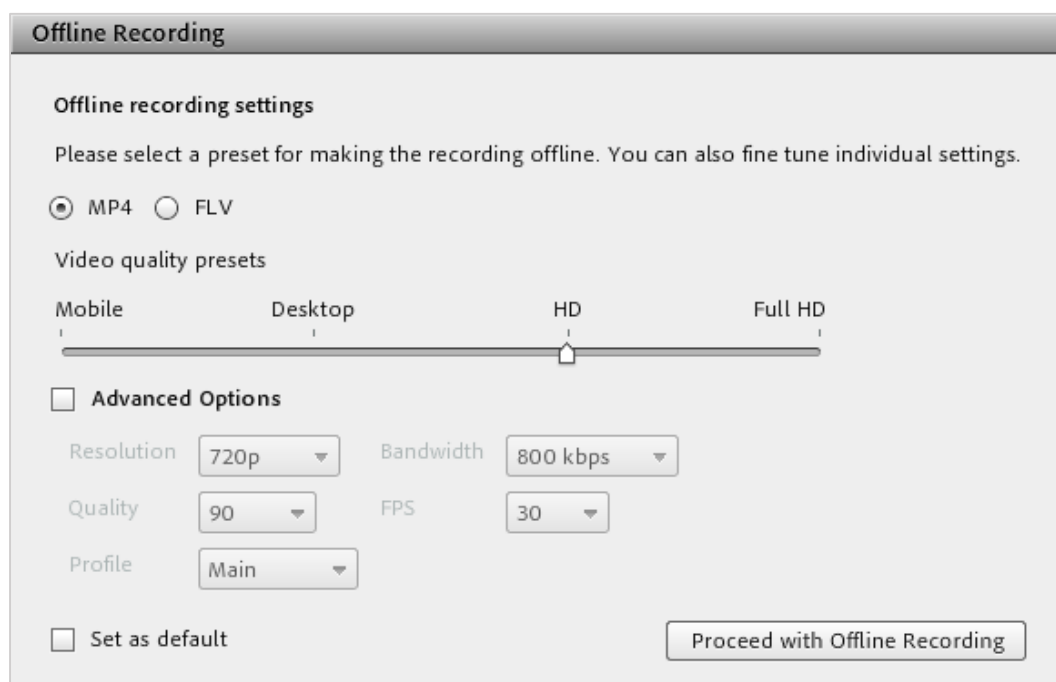 Offline Recording
Offline recording settings
Please select a preset for making the recording offline. You can also fine tune individual settings.
MP4 FLV
Video quality presets
Mobile Desktop HD Full HD
Advanced Options
Resolution 720p Bandwidth 800 kbps
Quality 90 FPS 30
Profile Main
Set as default Proceed with Offline Recording